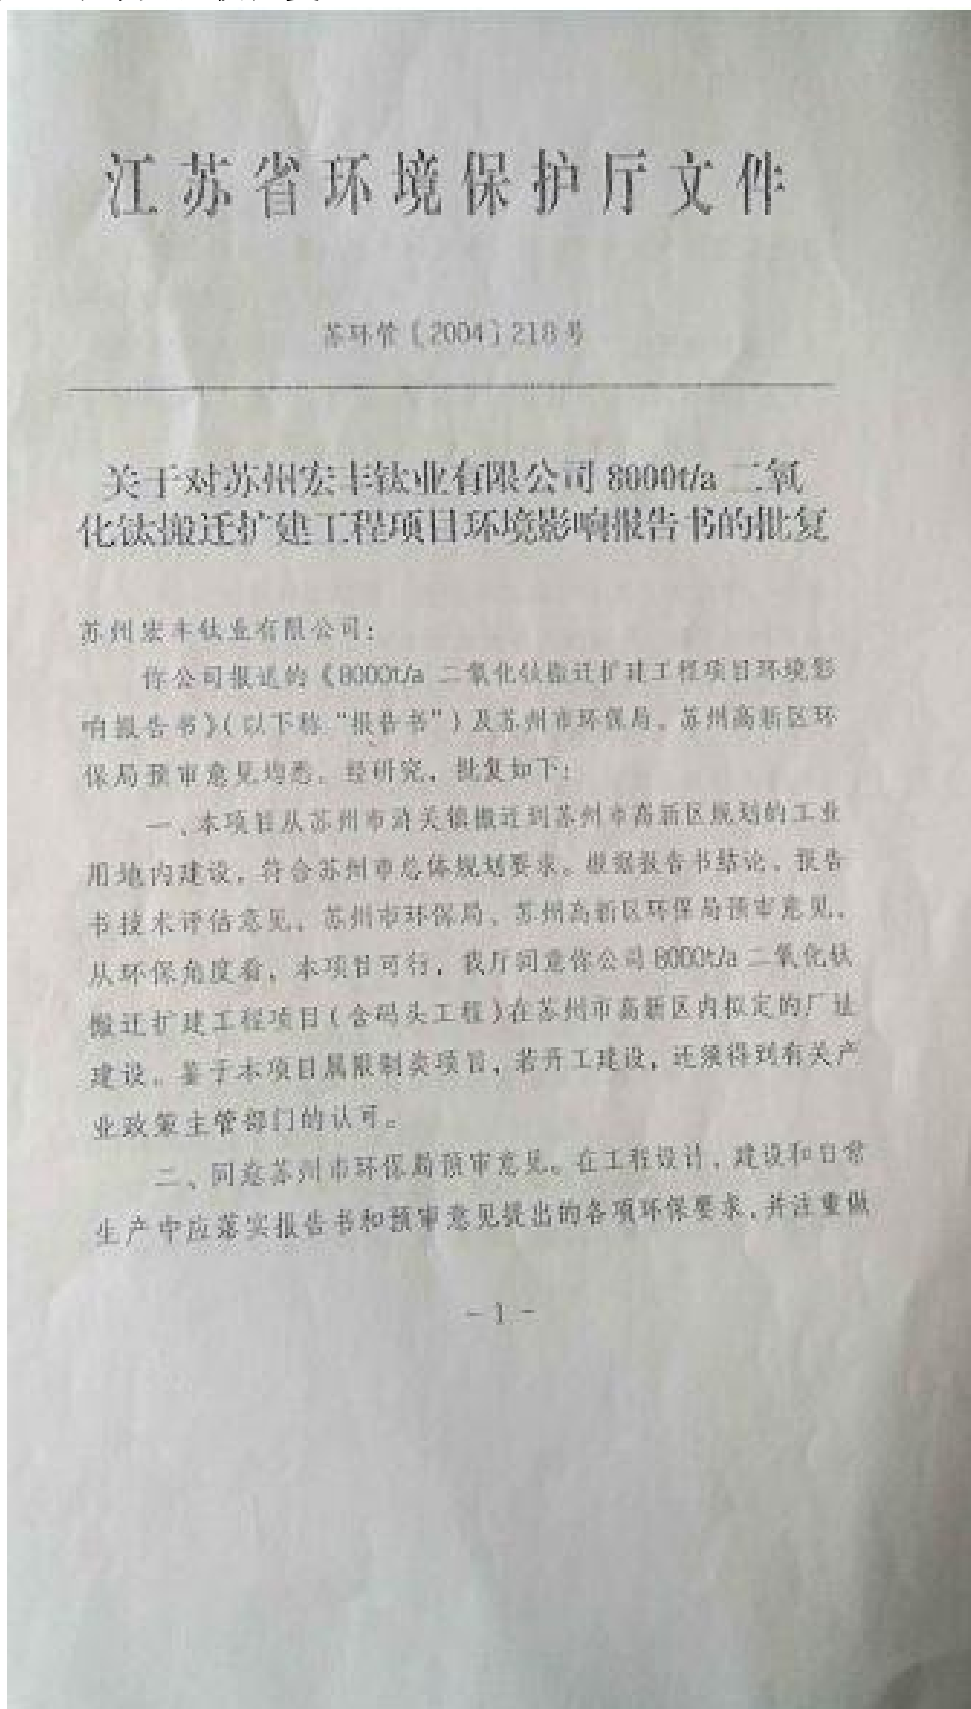 江苏省环境保护厅文件
苏环管〔2004〕218号
关于对苏州宏丰钛业有限公司8000t/a二氧
化钛搬迁扩建工程项目环境影响报告书的批复
苏州宏丰钛业有限公司：
你公司报送的《8000t/a二氧化钛搬迁扩建工程项目环境影
响报告书》（以下称“报告书”）及苏州市环保局、苏州高新区环
保局预审意见均悉。经研究，批复如下：
一、本项目从苏州市浒关镇搬迁到苏州市高新区规划的工业
用地内建设，符合苏州市总体规划要求。根据报告书结论、报告
书技术评估意见、苏州市环保局、苏州高新区环保局预审意见，
从环保角度看，本项目可行，我厅同意你公司8000t/a二氧化钛
搬迁扩建工程项目（含码头工程）在苏州市高新区内拟定的厂址
建设。鉴于本项目属限制类项目，若开工建设，还须得到有关产
业政策主管部门的认可。
二、同意苏州市环保局预审意见。在工程设计、建设和日常
生产中应落实报告书和预审意见提出的各项环保要求，并注重做
-1-